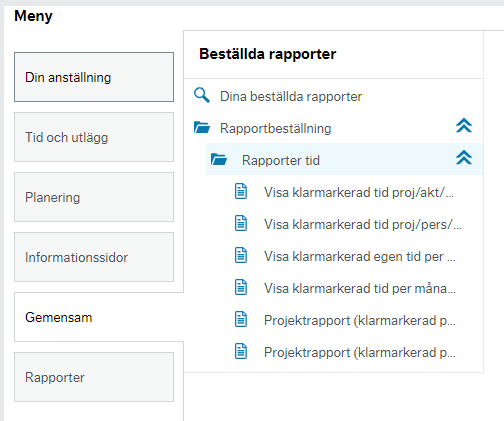 Meny
Din anställning
Tid och utlägg
Planering
Informationssidor
Gemensam
Rapporter
Beställda rapporter
Dina beställda rapporter
Rapportbeställning
Rapporter tid
Visa klarmarkerad tid proj/akt/...
Visa klarmarkerad tid proj/pers/...
Visa klarmarkerad egen tid per ...
Visa klarmarkerad tid per måna...
Projektrapport (klarmarkerad p...
Projektrapport (klarmarkerad p...